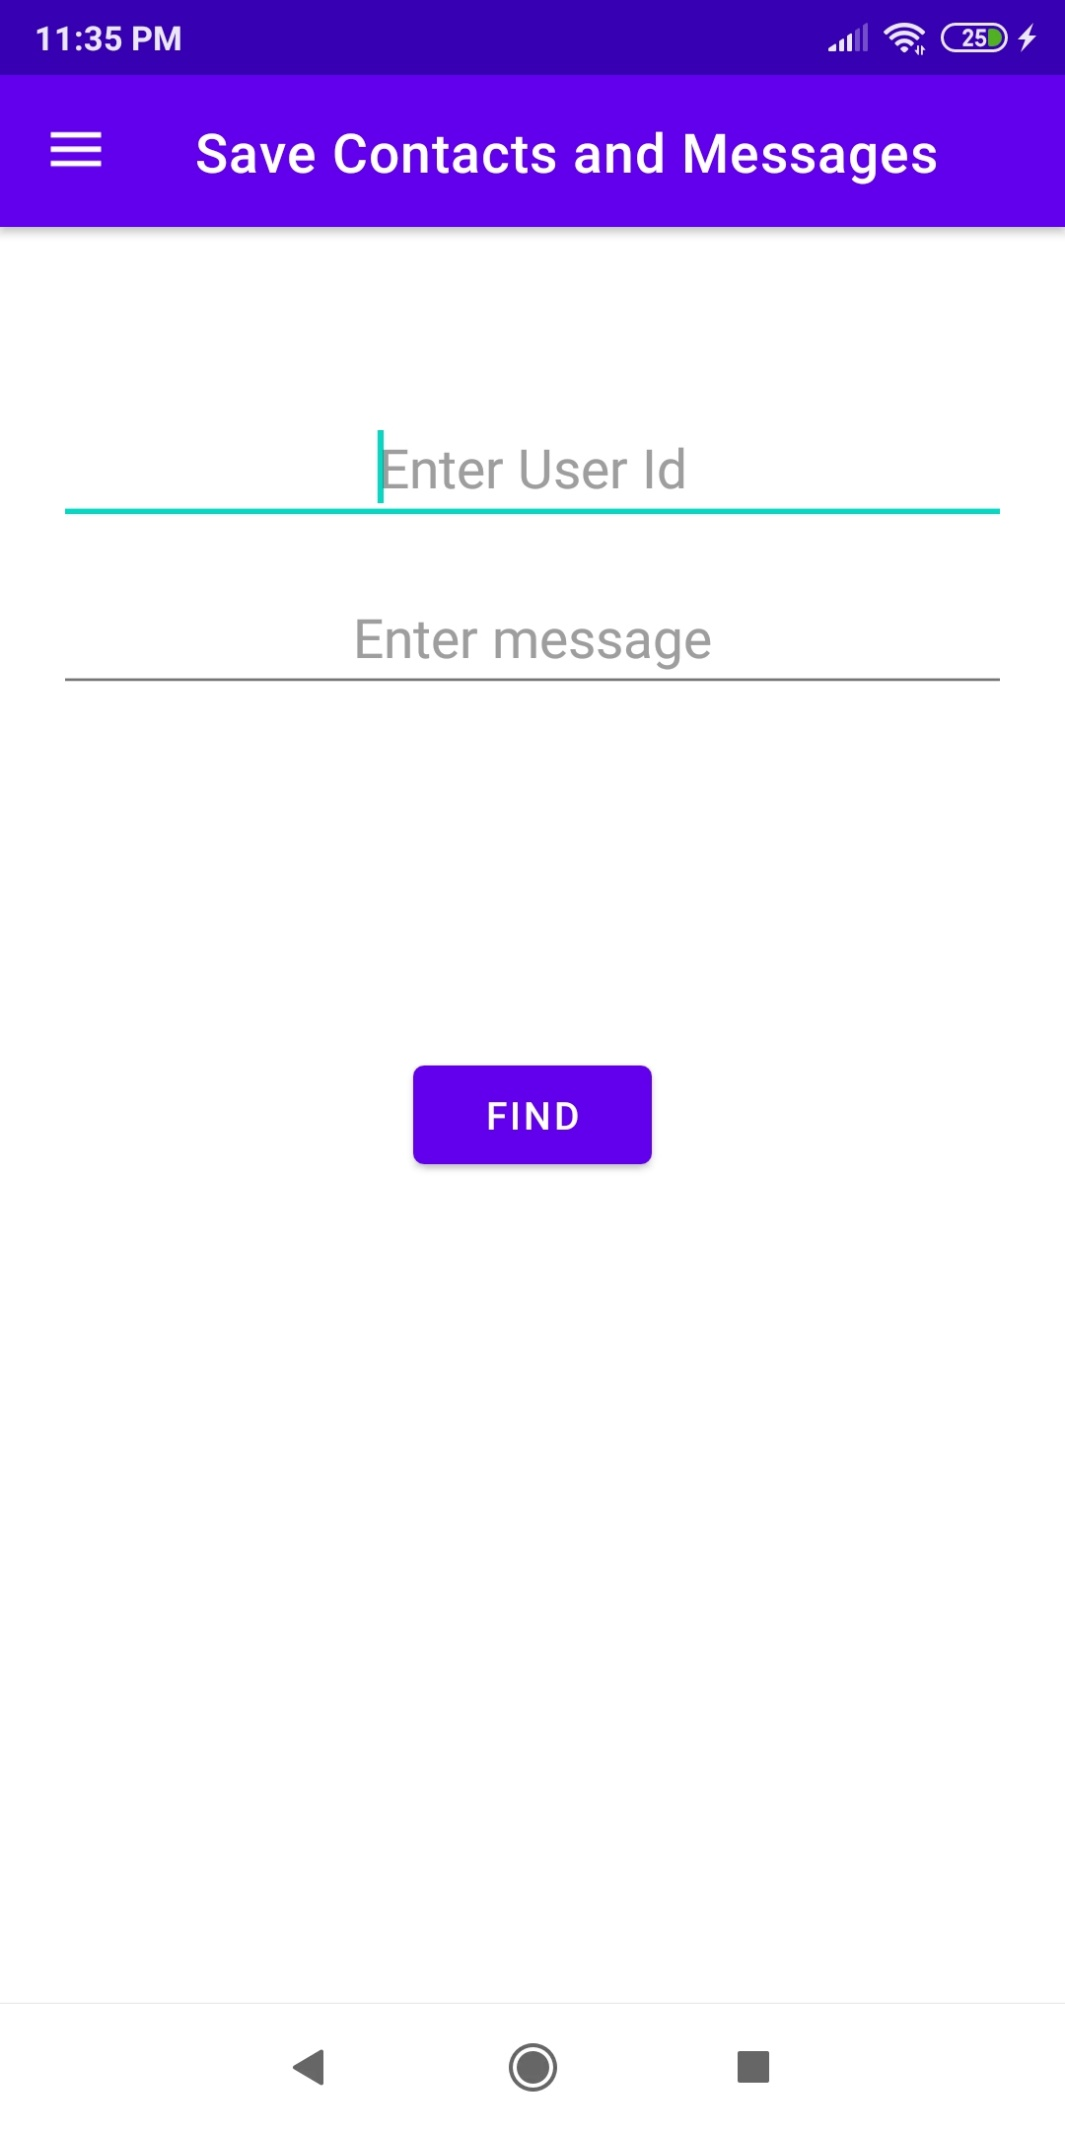 11:35 PM 25
Save Contacts and Messages
Enter User Id
Enter message
FIND